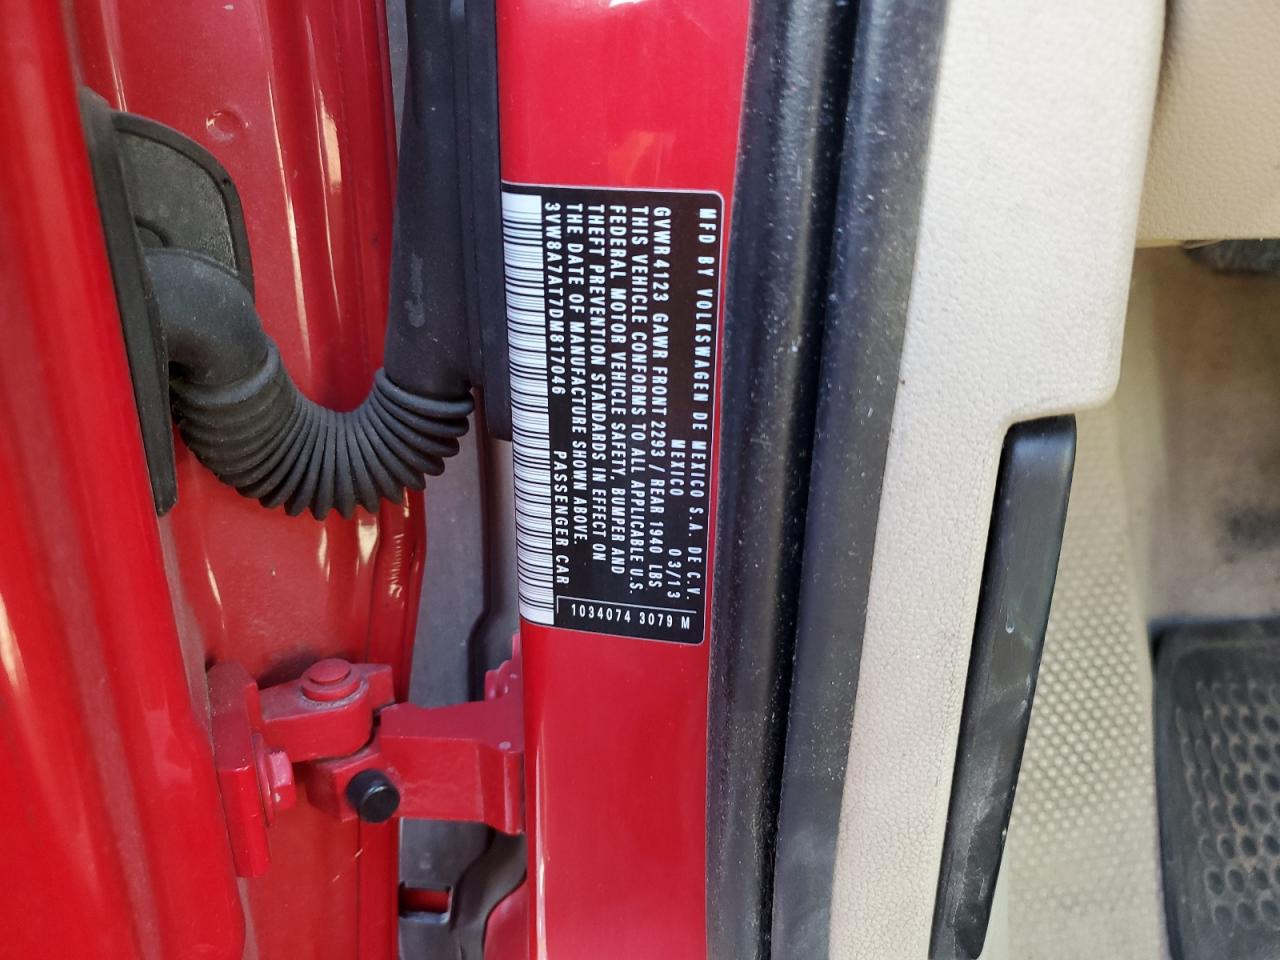 MFD BY VOLKSWAGEN DE MEXICO S.A. DE C.V.
MEXICO 03/13
GVWR 4123 GAWR FRONT 2293 / REAR 1940 LBS
THIS VEHICLE CONFORMS TO ALL APPLICABLE U.S.
FEDERAL MOTOR VEHICLE SAFETY, BUMPER AND
THEFT PREVENTION STANDARDS IN EFFECT ON
THE DATE OF MANUFACTURE SHOWN ABOVE.
3VW8A7AT7DM817046 PASSENGER CAR
1034074 3079 M